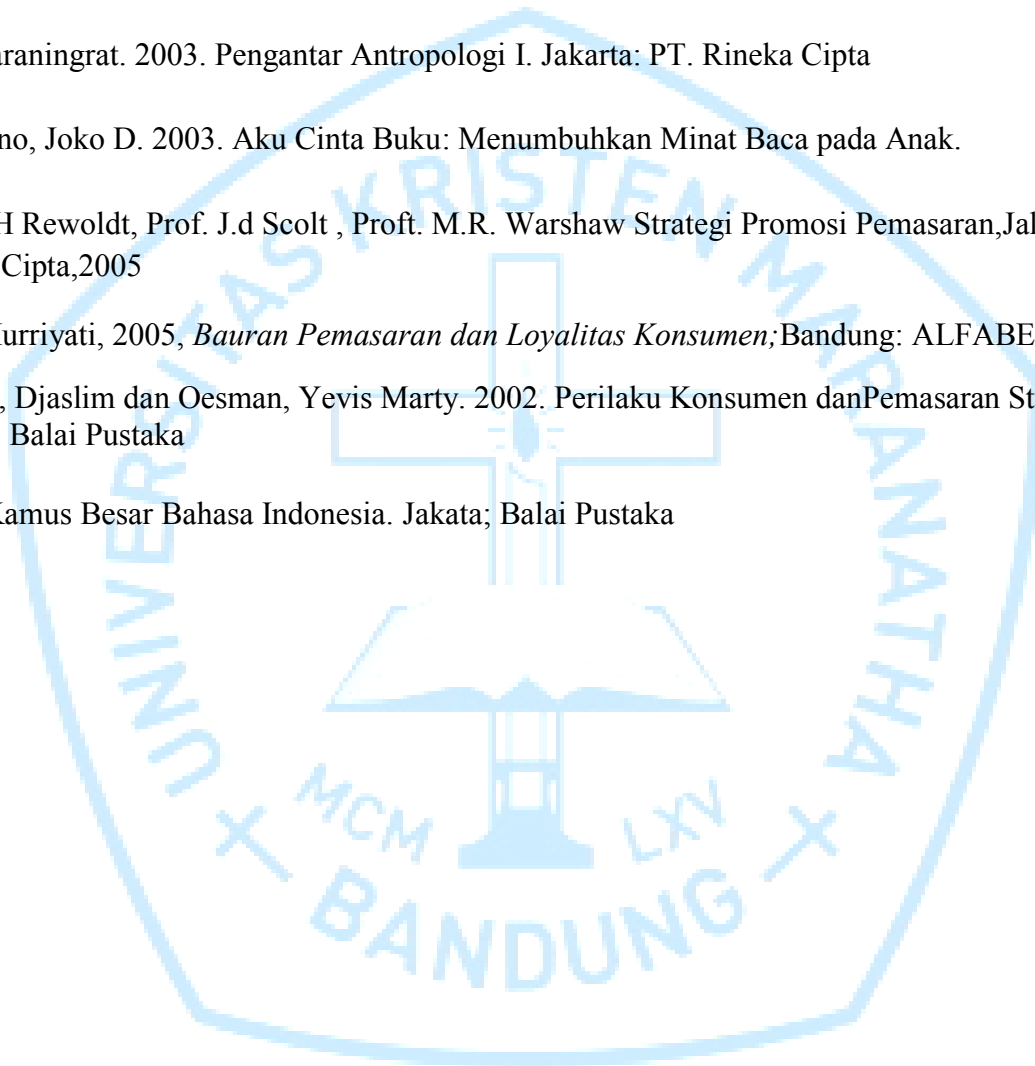 raningrat. 2003. Pengantar Antropologi I. Jakarta: PT. Rineka Cipta
no, Joko D. 2003. Aku Cinta Buku: Menumbuhkan Minat Baca pada Anak.
H Rewoldt, Prof. J.d Scolt , Proft. M.R. Warshaw Strategi Promosi Pemasaran,Jak
Cipta,2005
urriyati, 2005, Bauran Pemasaran dan Loyalitas Konsumen;Bandung: ALFABE
, Djaslim dan Oesman, Yevis Marty. 2002. Perilaku Konsumen danPemasaran St
Balai Pustaka
Kamus Besar Bahasa Indonesia. Jakata; Balai Pustaka
UNIVERSITAS KRISTEN MARANATHA
MCM LXV
BANDUNG